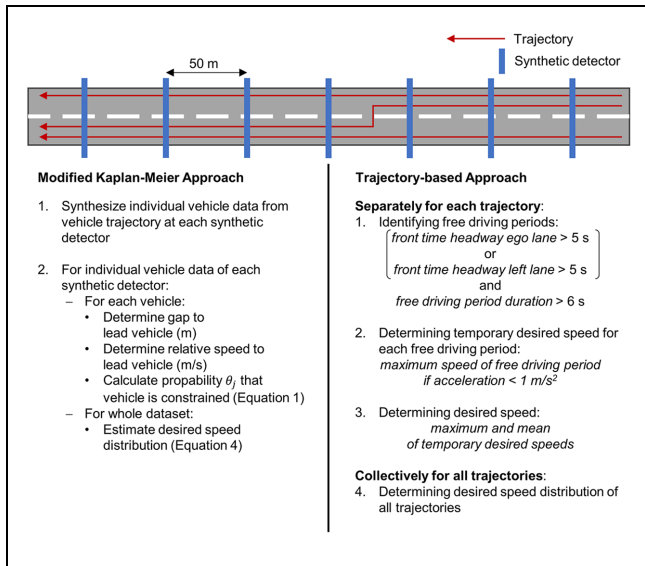 Trajectory
Synthetic detector
50 m
Modified Kaplan-Meier Approach
1. Synthesize individual vehicle data from
vehicle trajectory at each synthetic
detector
2. For individual vehicle data of each
synthetic detector:
– For each vehicle:
• Determine gap to
lead vehicle (m)
• Determine relative speed to
lead vehicle (m/s)
• Calculate propability θj that
vehicle is constrained (Equation 1)
– For whole dataset:
• Estimate desired speed
distribution (Equation 4)
Trajectory-based Approach
Separately for each trajectory:
1. Identifying free driving periods:
front time headway ego lane > 5 s
or
front time headway left lane > 5 s
and
free driving period duration > 6 s
2. Determining temporary desired speed for
each free driving period:
maximum speed of free driving period
if acceleration < 1 m/s²
3. Determining desired speed:
maximum and mean
of temporary desired speeds
Collectively for all trajectories:
4. Determining desired speed distribution of
all trajectories